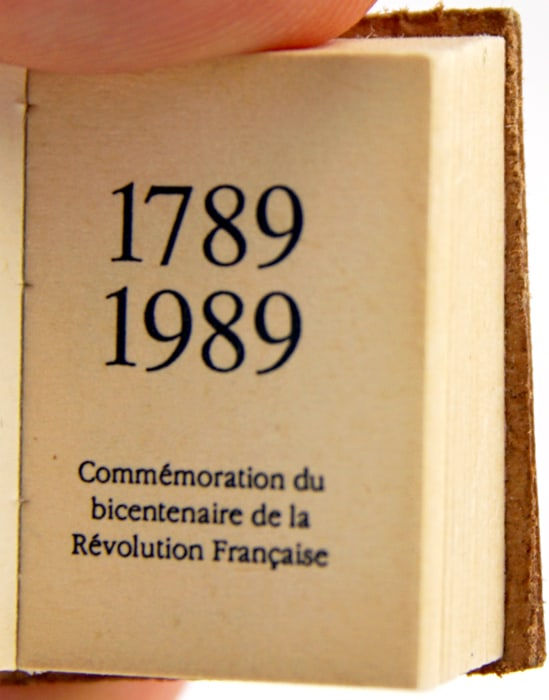 1789
1989
Commémoration du
bicentenaire de la
Révolution Française